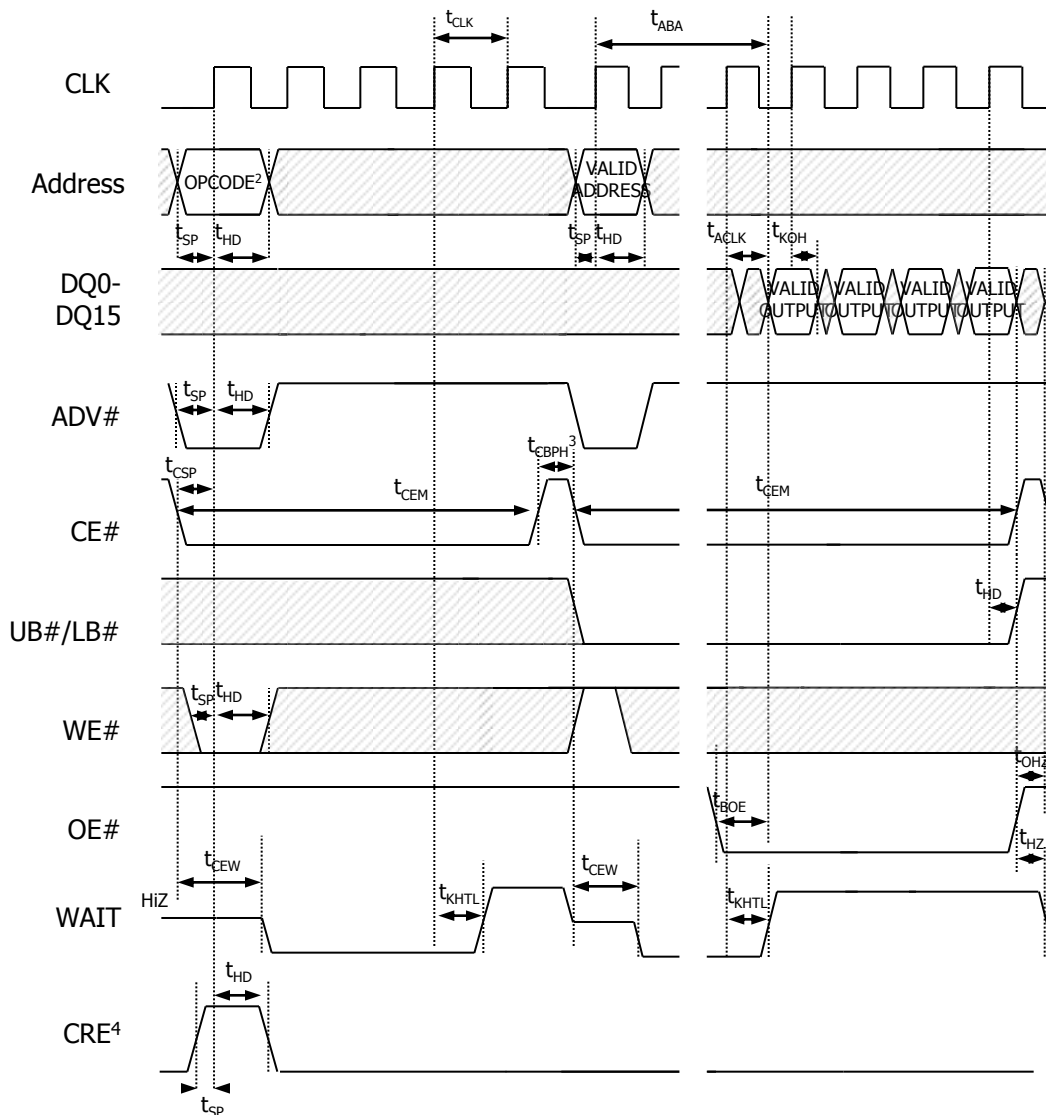 tCLK
tABA
CLK
Address
OPCODE2
VALID
ADDRESS
tSP
tHD
tSP
tHD
tACLK
tKOH
DQ0-
DQ15
VALID
OUTPUT
VALID
OUTPUT
VALID
OUTPUT
VALID
OUTPUT
ADV#
tSP
tHD
tCBPH3
tCSP
tCEM
tCEM
CE#
UB#/LB#
tHD
WE#
tSP
tHD
tOHZ
OE#
tBOE
tHZ
tCEW
tCEW
HiZ
WAIT
tKHTL
tKHTL
tHD
CRE4
tSP